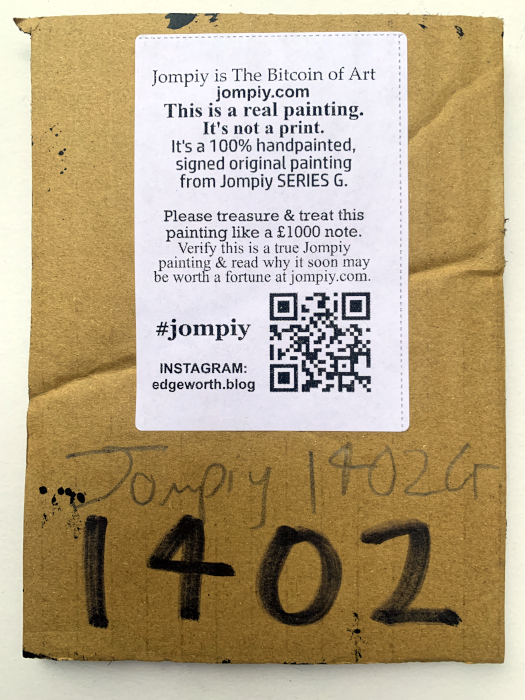 Jompiy is The Bitcoin of Art
jompiy.com
This is a real painting.
It's not a print.
It's a 100% handpainted,
signed original painting
from Jompiy SERIES G.
Please treasure & treat this
painting like a £1000 note.
Verify this is a true Jompiy
painting & read why it soon may
be worth a fortune at jompiy.com.
#jompiy
INSTAGRAM:
edgeworth.blog
Jompiy 1402G
1402